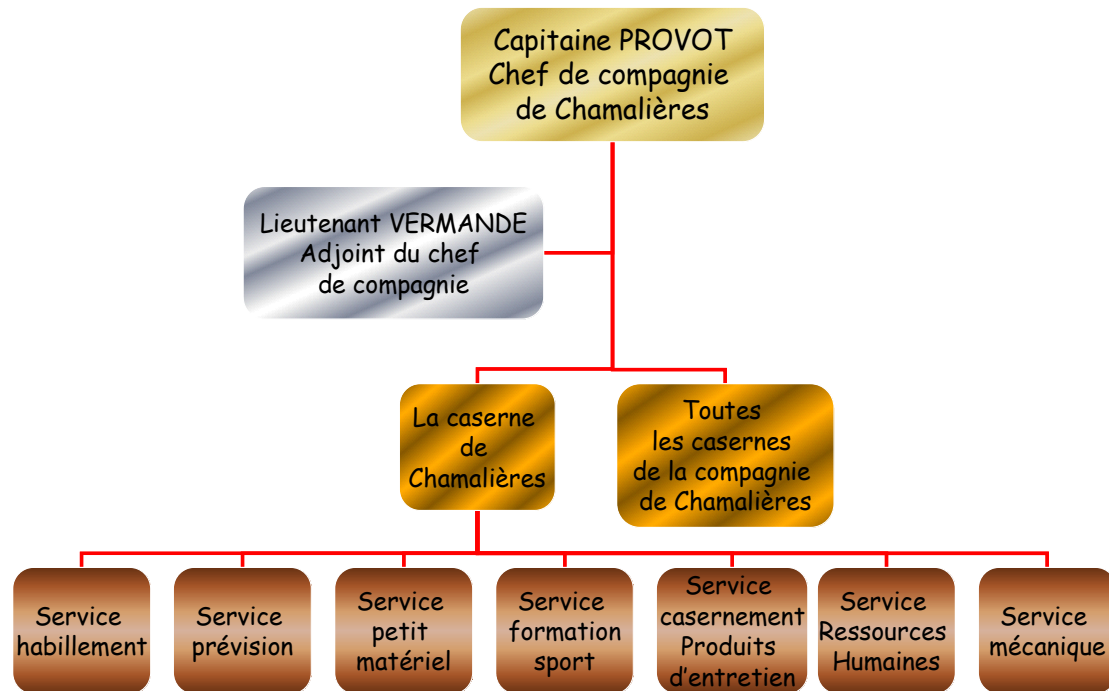 Capitaine PROVOT
Chef de compagnie
de Chamalières
Lieutenant VERMANDE
Adjoint du chef
de compagnie
La caserne
de
Chamalières
Toutes
les casernes
de la compagnie
de Chamalières
Service
habillement
Service
prévision
Service
petit
matériel
Service
formation
sport
Service
casernement
Produits
d’entretien
Service
Ressources
Humaines
Service
mécanique